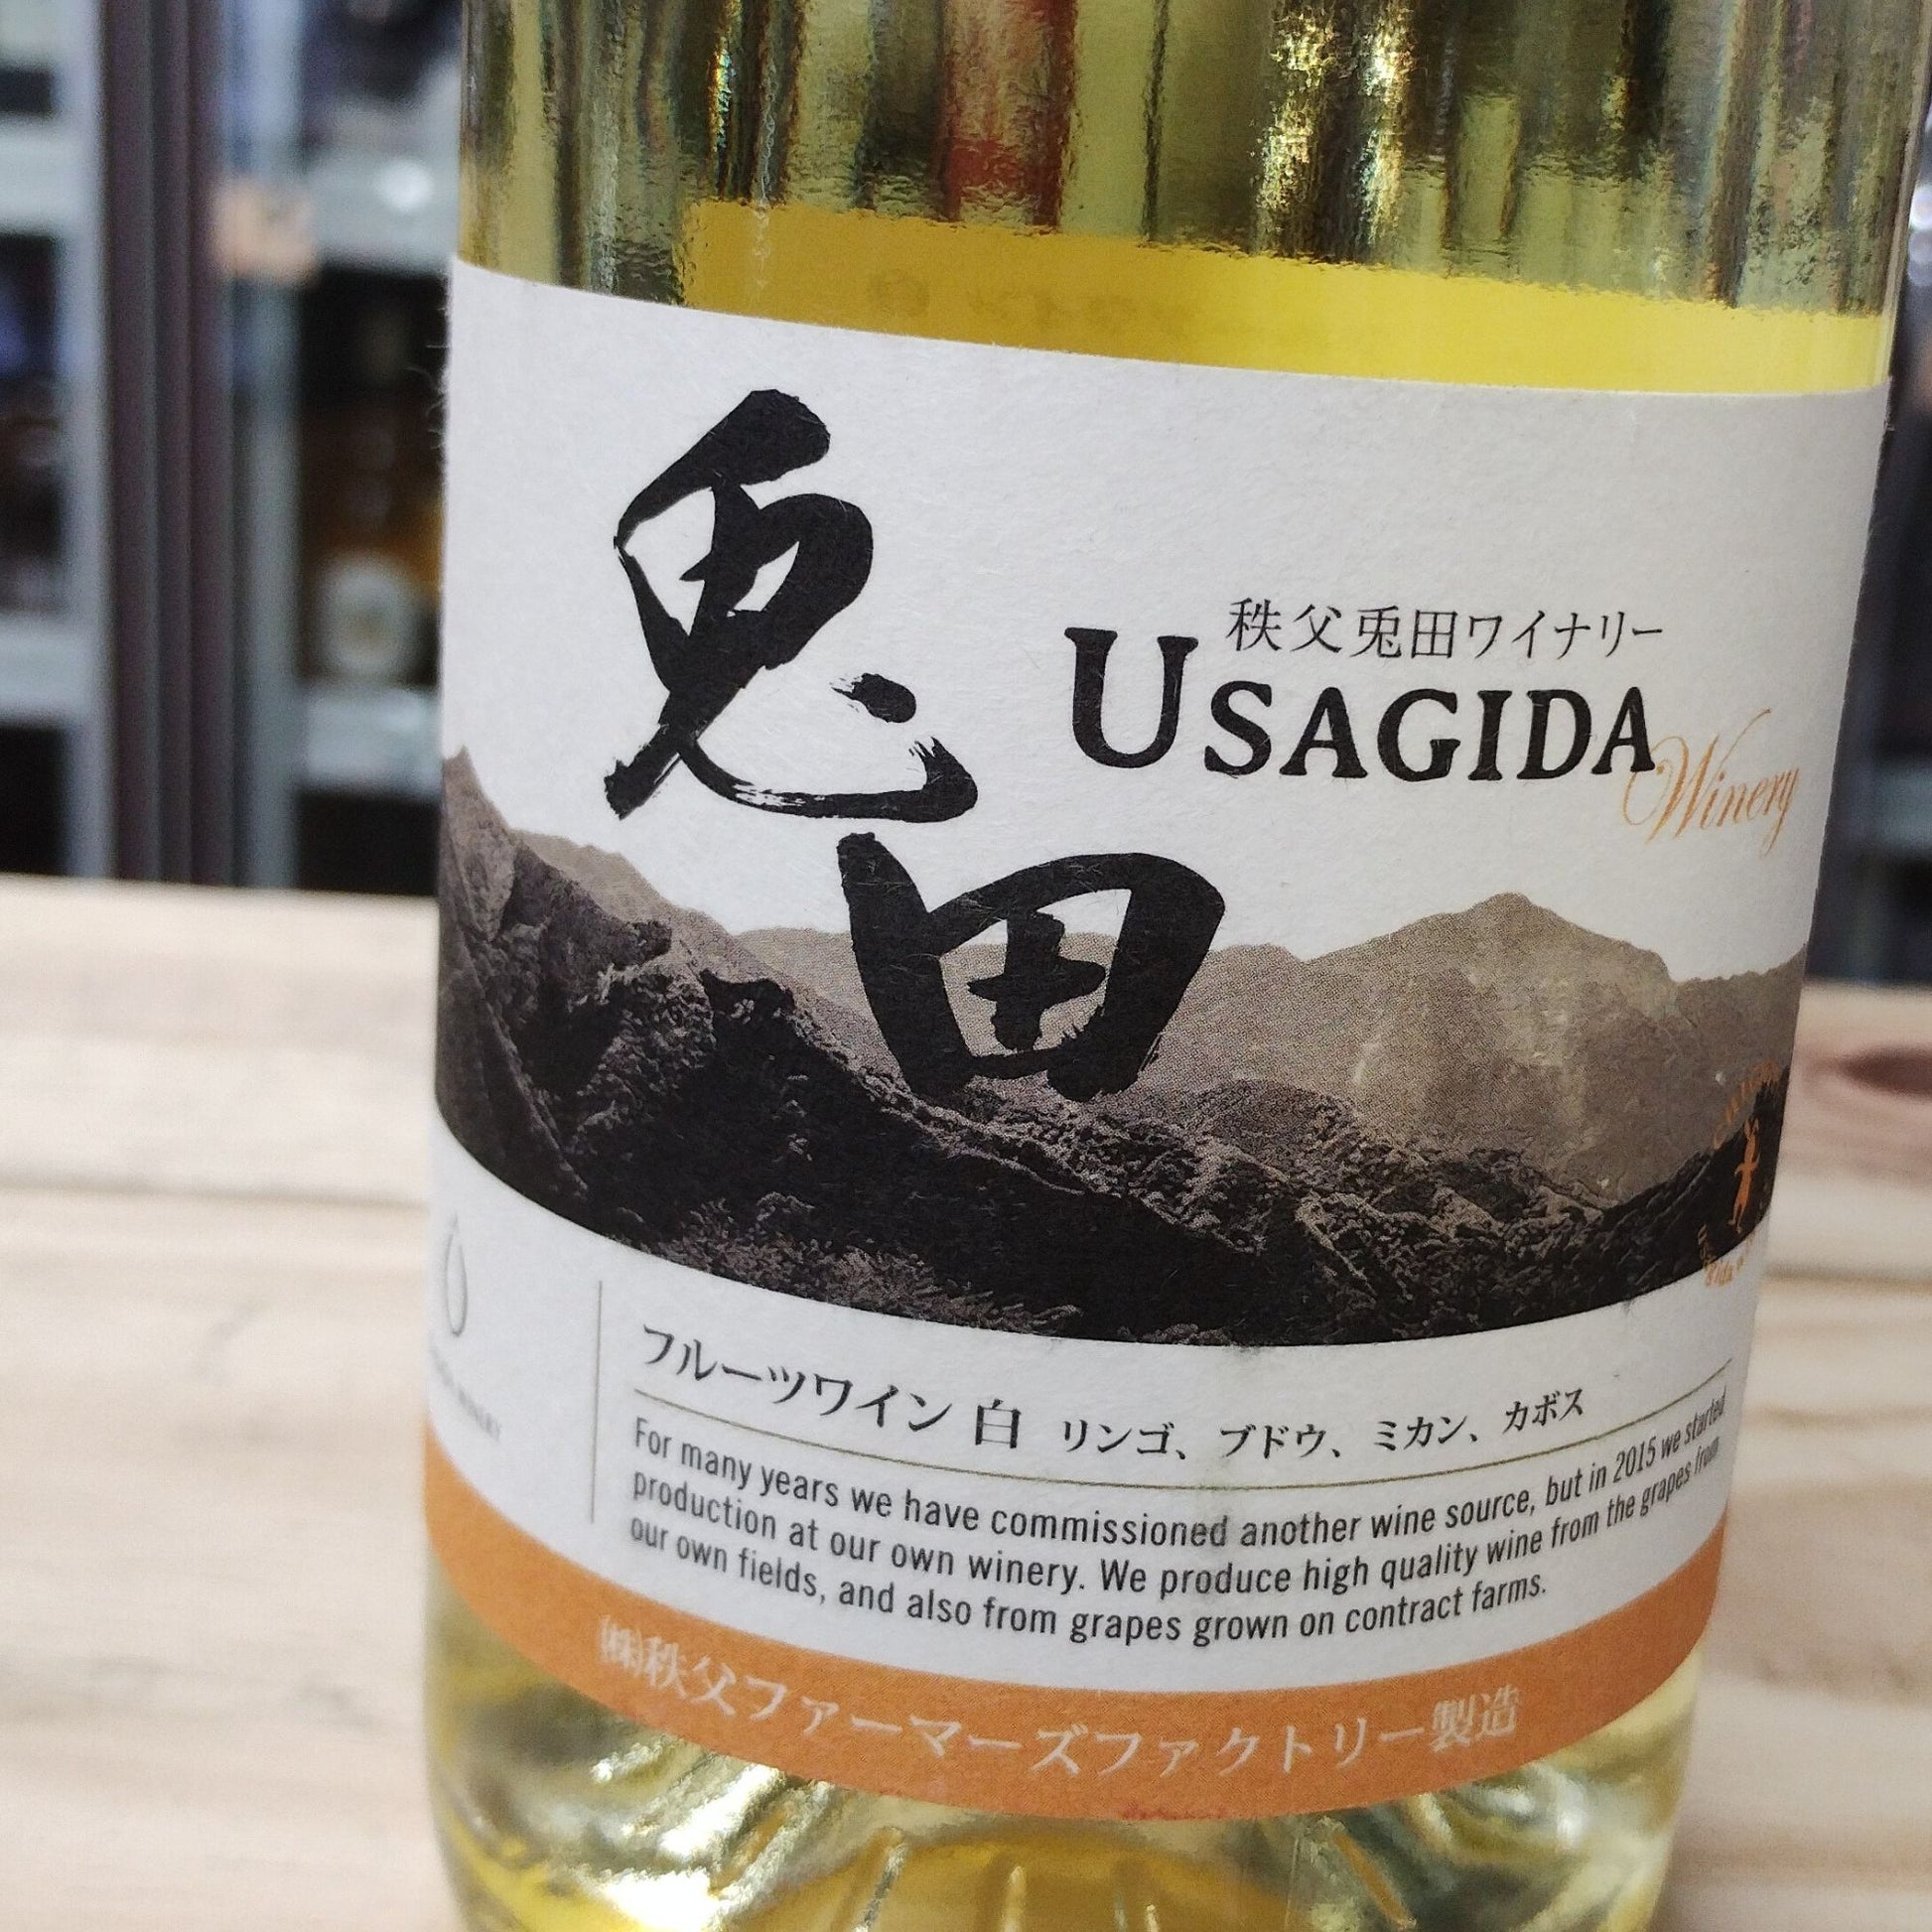 兎田
秩父兎田ワイナリー
USAGIDA
Winery
フルーツワイン 白 リンゴ、ブドウ、ミカン、カボス
For many years we have commissioned another wine source, but in 2015 we started
production at our own winery. We produce high quality wine from the grapes from
our own fields, and also from grapes grown on contract farms.
㈱秩父ファーマーズファクトリー製造